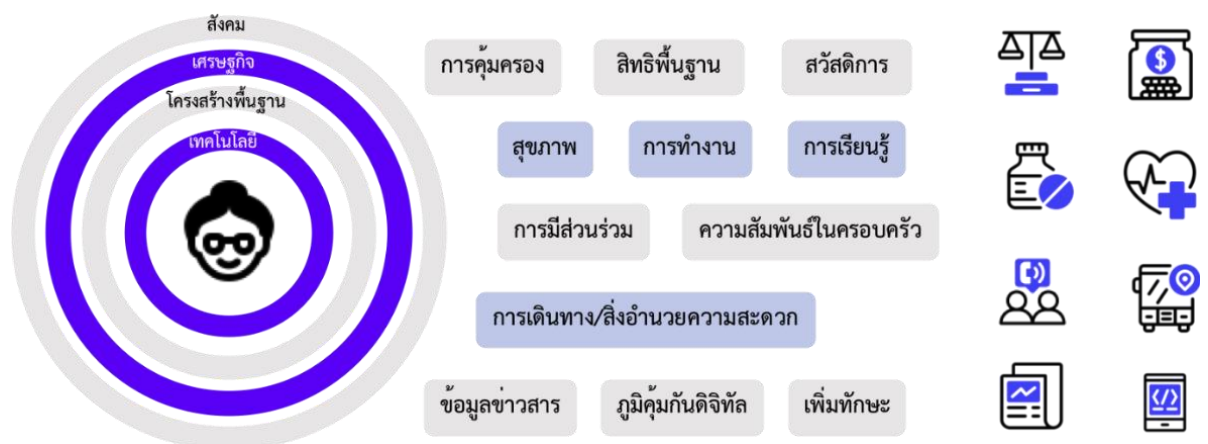 สังคม
เศรษฐกิจ
โครงสร้างพื้นฐาน
เทคโนโลยี
การคุ้มครอง สิทธิพื้นฐาน สวัสดิการ
สุขภาพ การทำงาน การเรียนรู้
การมีส่วนร่วม ความสัมพันธ์ในครอบครัว
การเดินทาง/สิ่งอำนวยความสะดวก
ข้อมูลข่าวสาร ภูมิคุ้มกันดิจิทัล เพิ่มทักษะ
$
</>